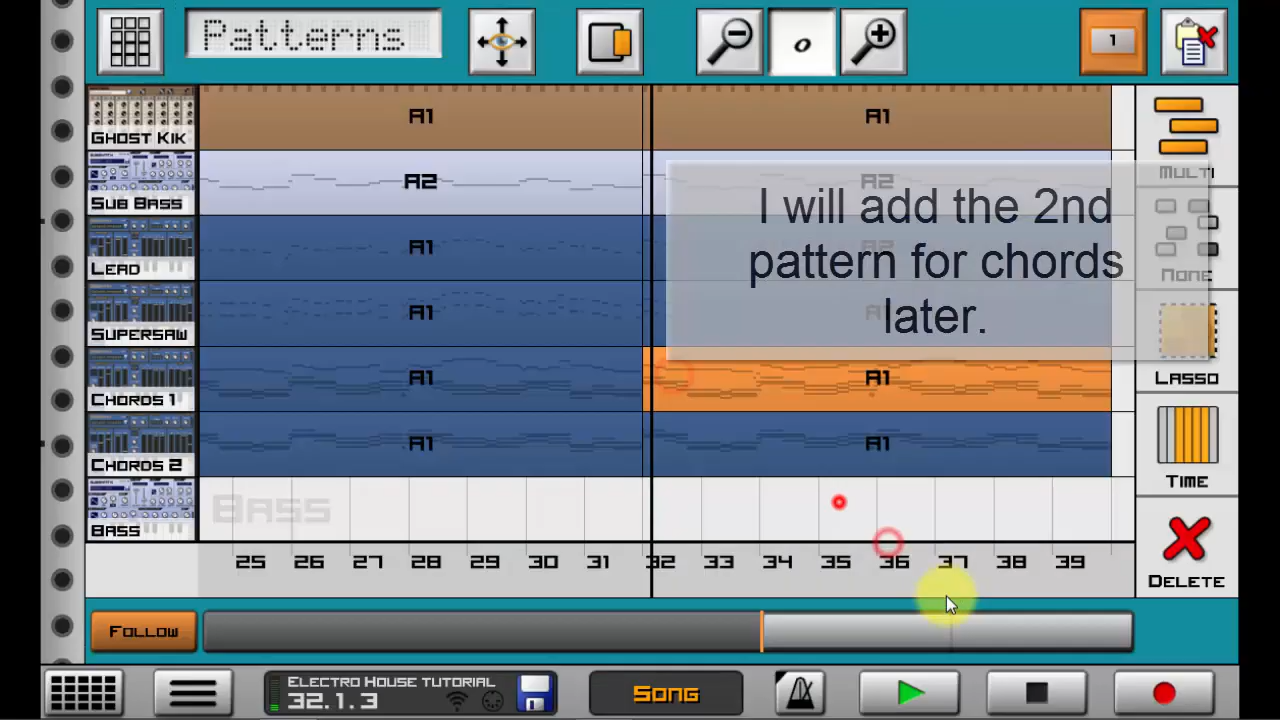 Patterns
1
Ghost Kik
A1
A1
Multi
Sub Bass
A2
A2
I will add the 2nd
pattern for chords
later.
Lead
A1
A2
None
Supersaw
A1
Lasso
Chords 1
A1
A1
Chords 2
A1
A1
Time
Bass
Bass
25 26 27 28 29 30 31 32 33 34 35 36 37 38 39
Delete
Follow
Electro House Tutorial
32.1.3
Song